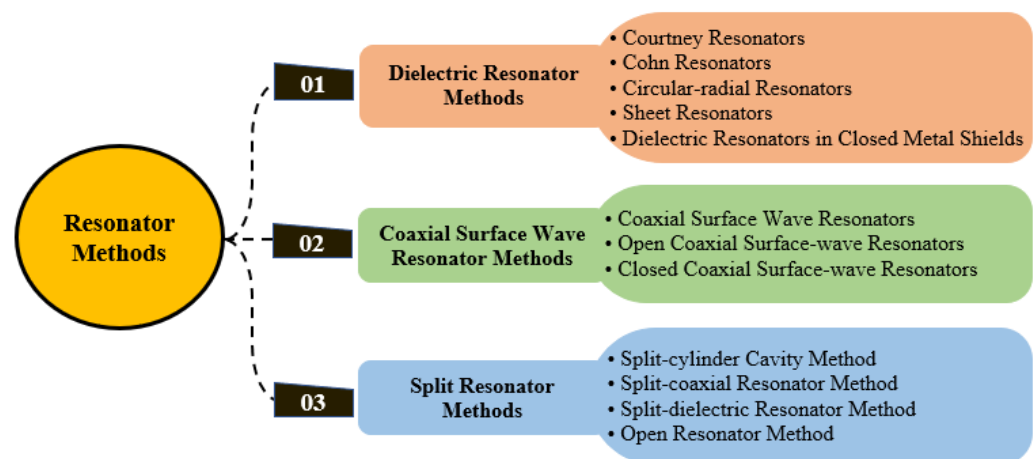 Resonator
Methods
01
Dielectric Resonator
Methods
• Courtney Resonators
• Cohn Resonators
• Circular-radial Resonators
• Sheet Resonators
• Dielectric Resonators in Closed Metal Shields
02
Coaxial Surface Wave
Resonator Methods
• Coaxial Surface Wave Resonators
• Open Coaxial Surface-wave Resonators
• Closed Coaxial Surface-wave Resonators
03
Split Resonator
Methods
• Split-cylinder Cavity Method
• Split-coaxial Resonator Method
• Split-dielectric Resonator Method
• Open Resonator Method